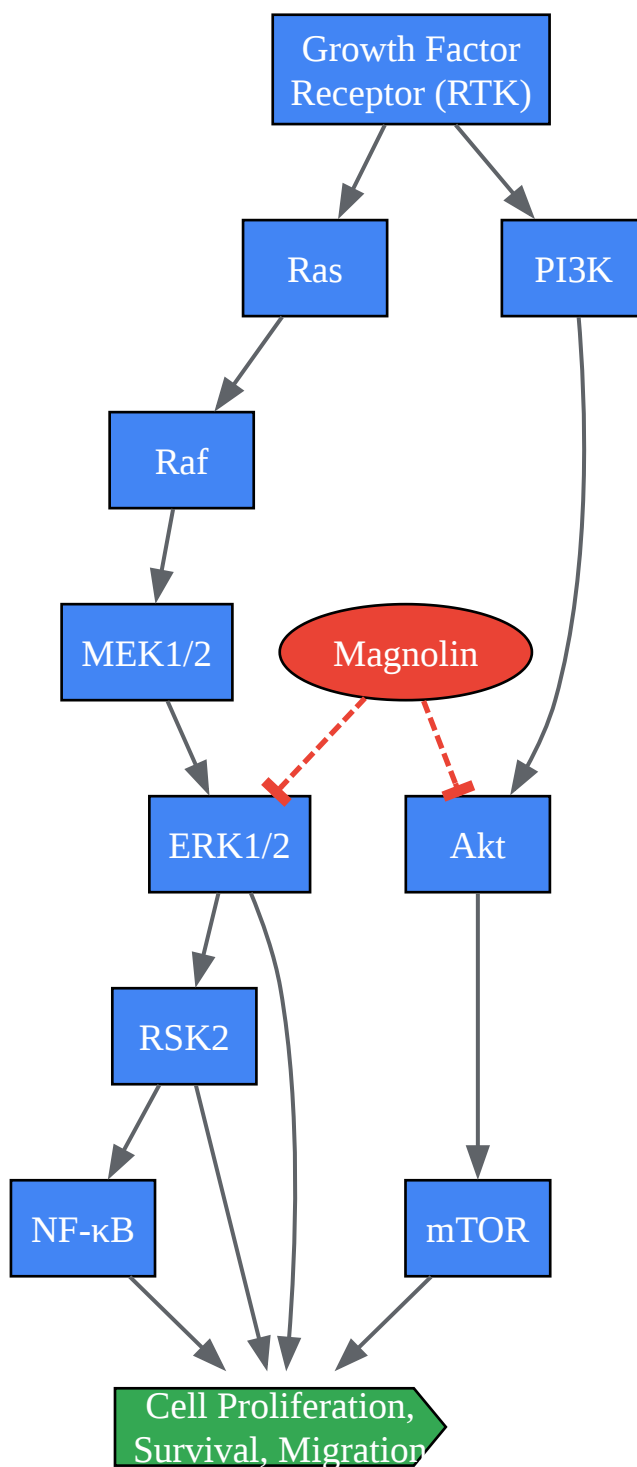 Growth Factor
Receptor (RTK)
Ras
PI3K
Raf
MEK1/2
Magnolin
ERK1/2
Akt
RSK2
NF-κB
mTOR
Cell Proliferation,
Survival, Migration